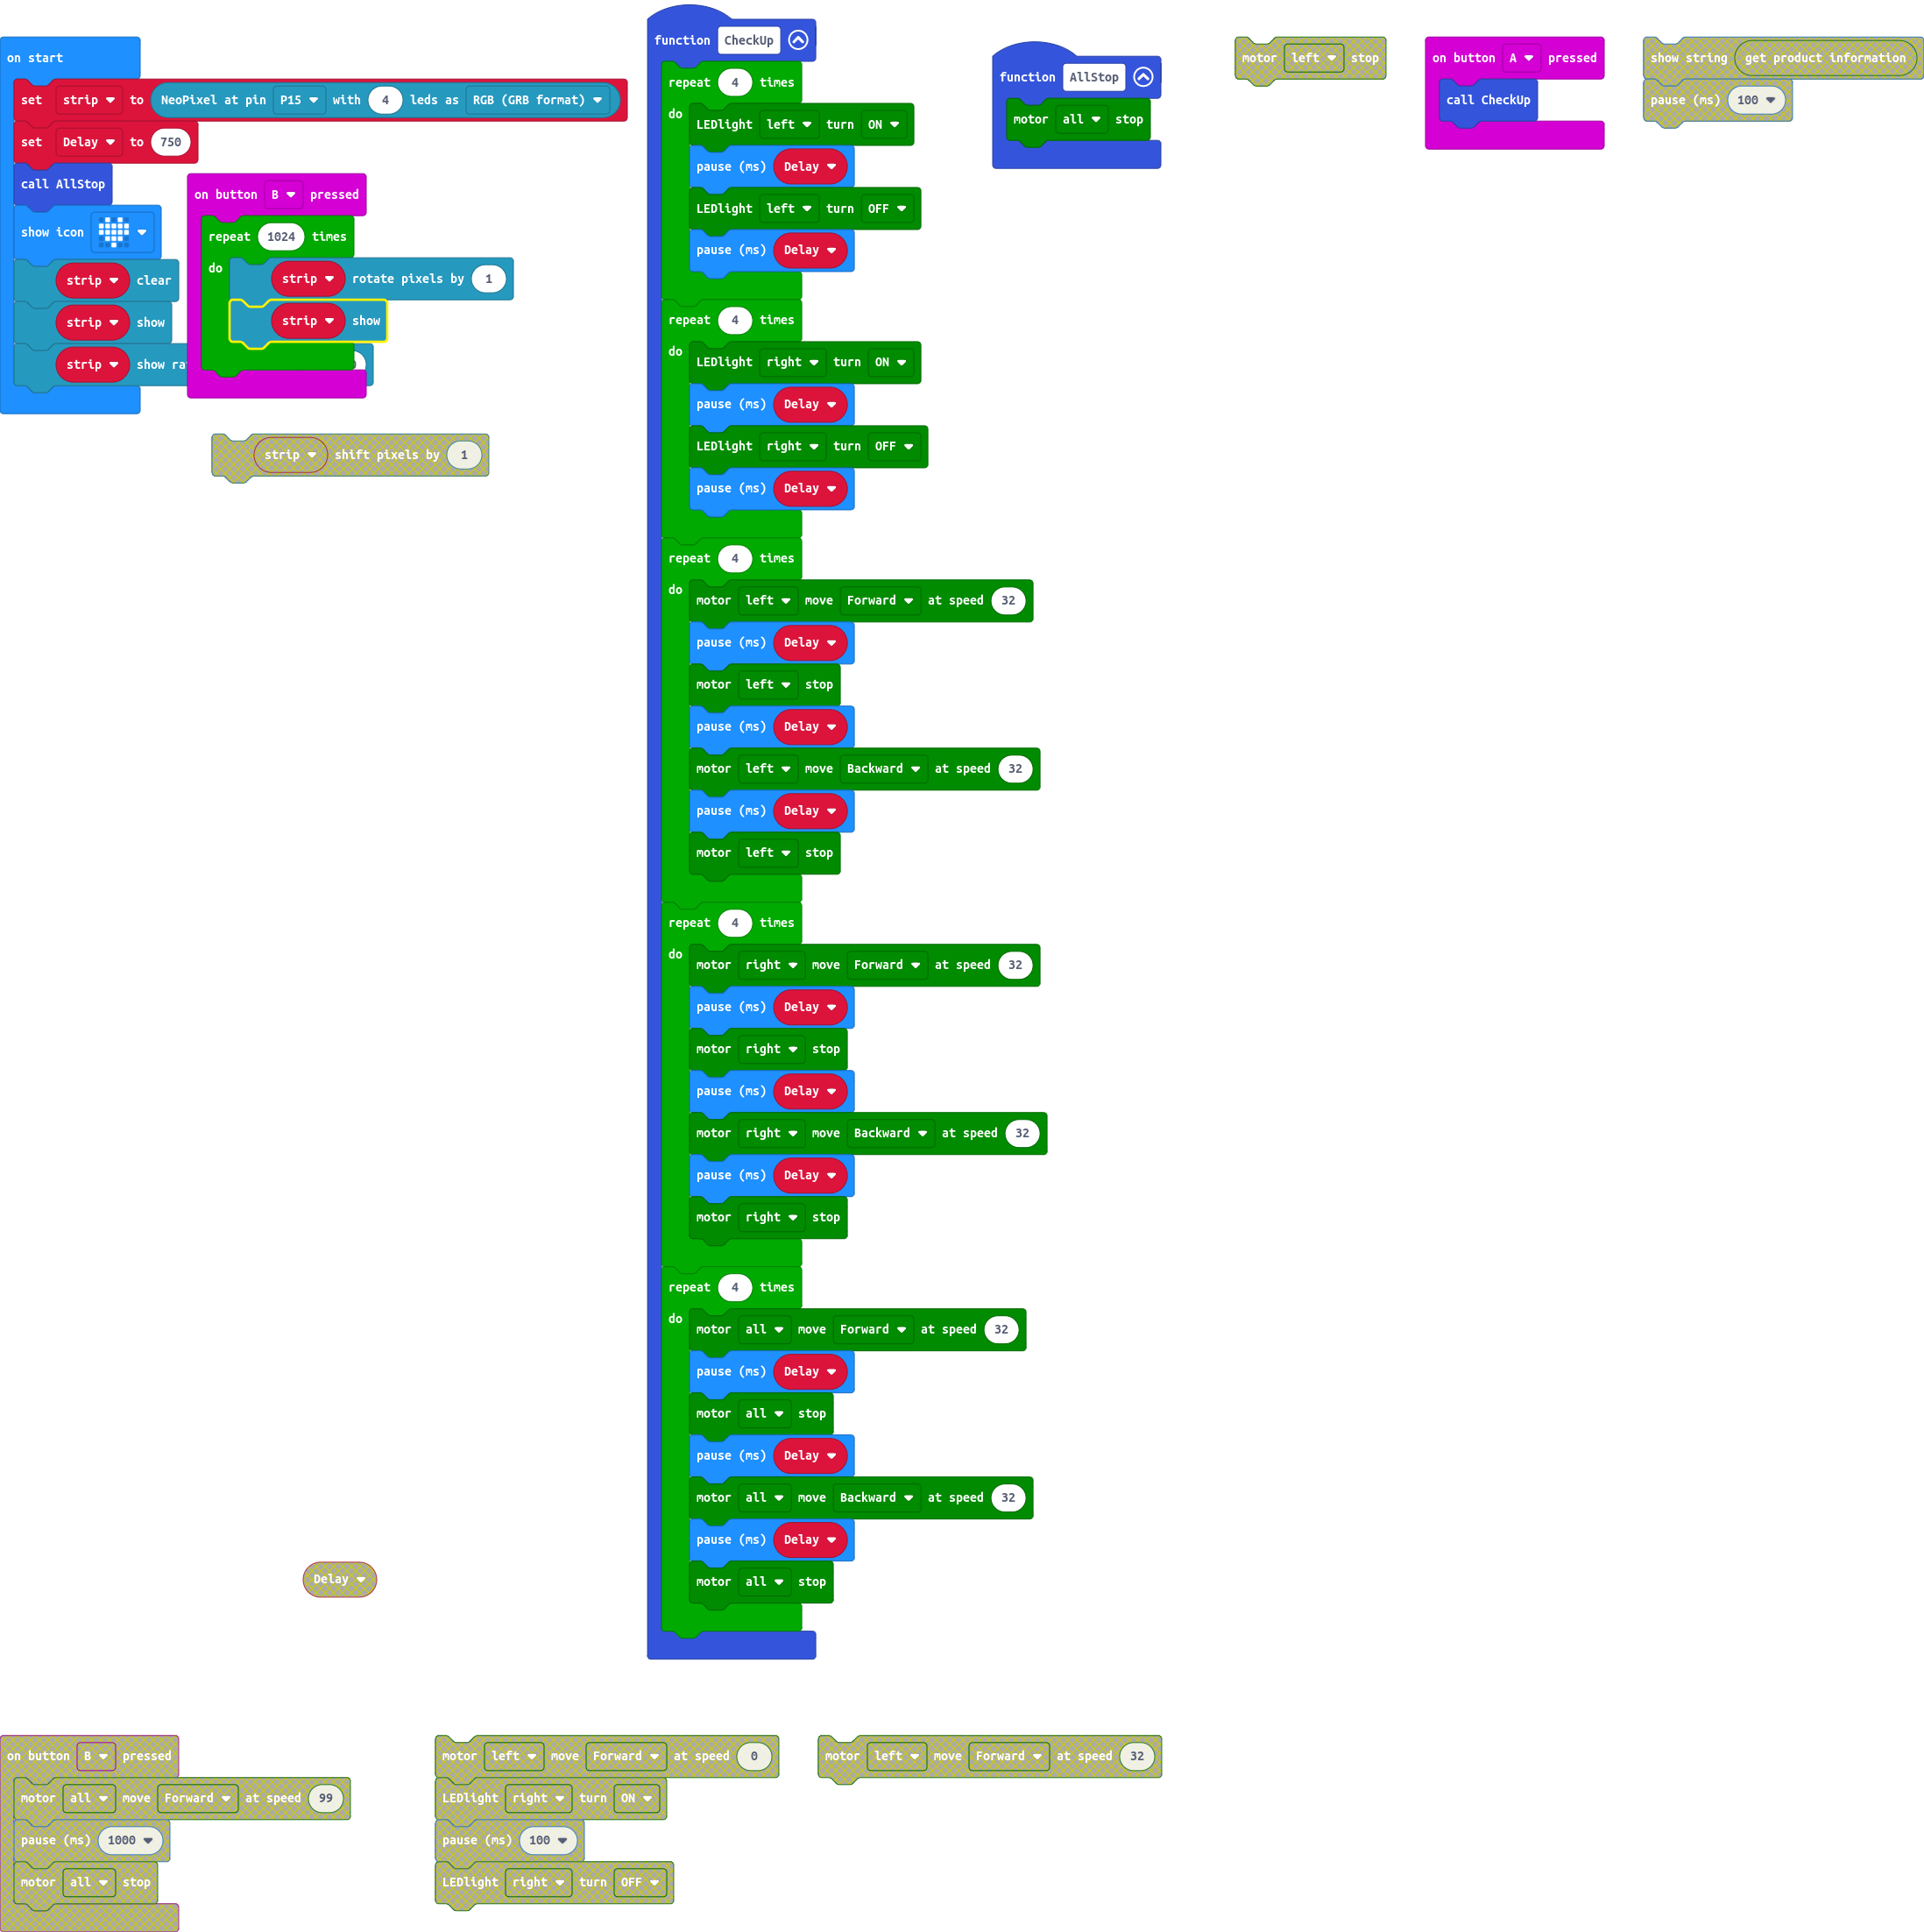 on start
set strip to NeoPixel at pin P15 with 4 leds as RGB (GRB format)
set Delay to 750
call AllStop
show icon
strip clear
strip show
strip show
on button B pressed
repeat 1024 times
do
strip rotate pixels by 1
strip show
strip shift pixels by 1
function CheckUp
repeat 4 times
do
LEDlight left turn ON
pause (ms) Delay
LEDlight left turn OFF
pause (ms) Delay
repeat 4 times
do
LEDlight right turn ON
pause (ms) Delay
LEDlight right turn OFF
pause (ms) Delay
repeat 4 times
do
motor left move Forward at speed 32
pause (ms) Delay
motor left stop
pause (ms) Delay
motor left move Backward at speed 32
pause (ms) Delay
motor left stop
repeat 4 times
do
motor right move Forward at speed 32
pause (ms) Delay
motor right stop
pause (ms) Delay
motor right move Backward at speed 32
pause (ms) Delay
motor right stop
repeat 4 times
do
motor all move Forward at speed 32
pause (ms) Delay
motor all stop
pause (ms) Delay
motor all move Backward at speed 32
pause (ms) Delay
motor all stop
function AllStop
motor all stop
motor left stop
on button A pressed
call CheckUp
show string get product information
pause (ms) 100
Delay
on button B pressed
motor all move Forward at speed 99
pause (ms) 1000
motor all stop
motor left move Forward at speed 0
LEDlight right turn ON
pause (ms) 100
LEDlight right turn OFF
motor left move Forward at speed 32